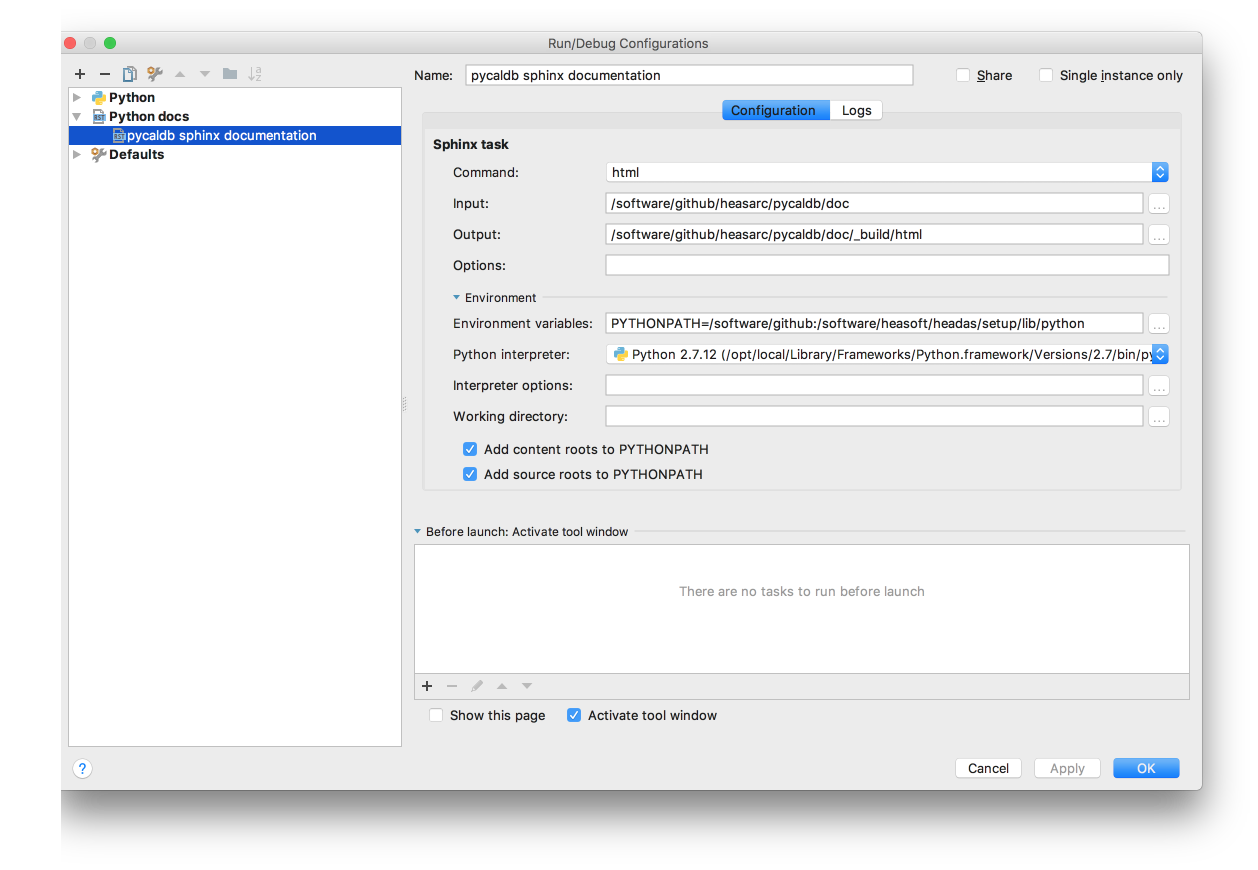 Run/Debug Configurations
Name: pycaldb sphinx documentation Share Single instance only
Python
Python docs
pycaldb sphinx documentation
Defaults
Configuration Logs
Sphinx task
Command: html
Input: /software/github/heasarc/pycaldb/doc ...
Output: /software/github/heasarc/pycaldb/doc/_build/html ...
Options:
Environment
Environment variables: PYTHONPATH=/software/github:/software/heasoft/headas/setup/lib/python ...
Python interpreter: Python 2.7.12 (/opt/local/Library/Frameworks/Python.framework/Versions/2.7/bin/py
Interpreter options: ...
Working directory: ...
Add content roots to PYTHONPATH
Add source roots to PYTHONPATH
Before launch: Activate tool window
There are no tasks to run before launch
Show this page Activate tool window
? Cancel Apply OK